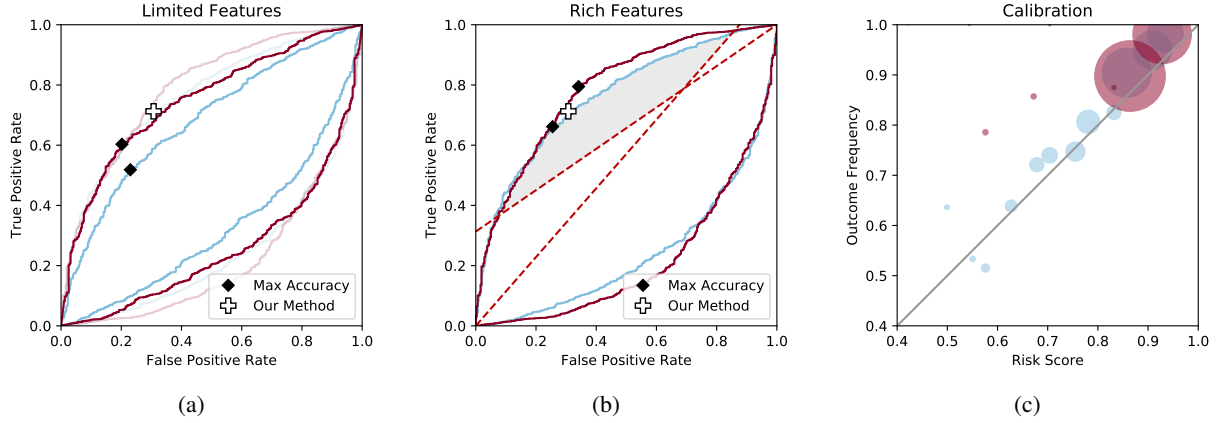 Limited Features
True Positive Rate
1.0
0.8
0.6
0.4
0.2
0.0
Max Accuracy
Our Method
0.0 0.2 0.4 0.6 0.8 1.0
False Positive Rate
(a)
Rich Features
True Positive Rate
1.0
0.8
0.6
0.4
0.2
0.0
Max Accuracy
Our Method
0.0 0.2 0.4 0.6 0.8 1.0
False Positive Rate
(b)
Calibration
Outcome Frequency
1.0
0.9
0.8
0.7
0.6
0.5
0.4
0.4 0.5 0.6 0.7 0.8 0.9 1.0
Risk Score
(c)